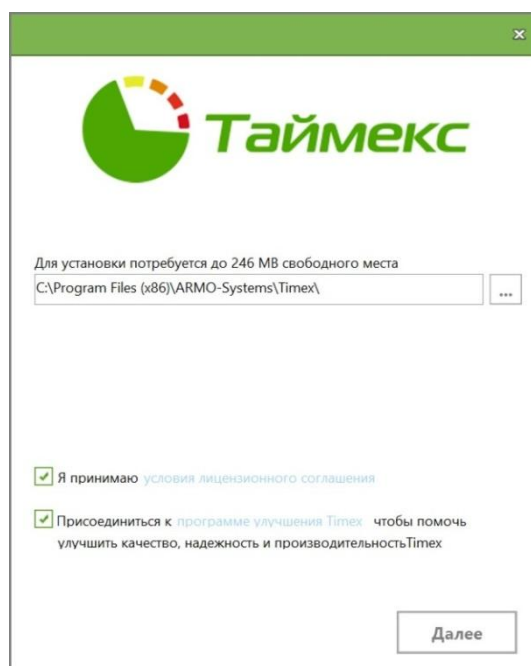 Таймекс
Для установки потребуется до 246 MB свободного места
C:\Program Files (x86)\ARMO-Systems\Timex\
...
Я принимаю условия лицензионного соглашения
Присоединиться к программе улучшения Timex чтобы помочь
улучшить качество, надежность и производительностьTimex
Далее